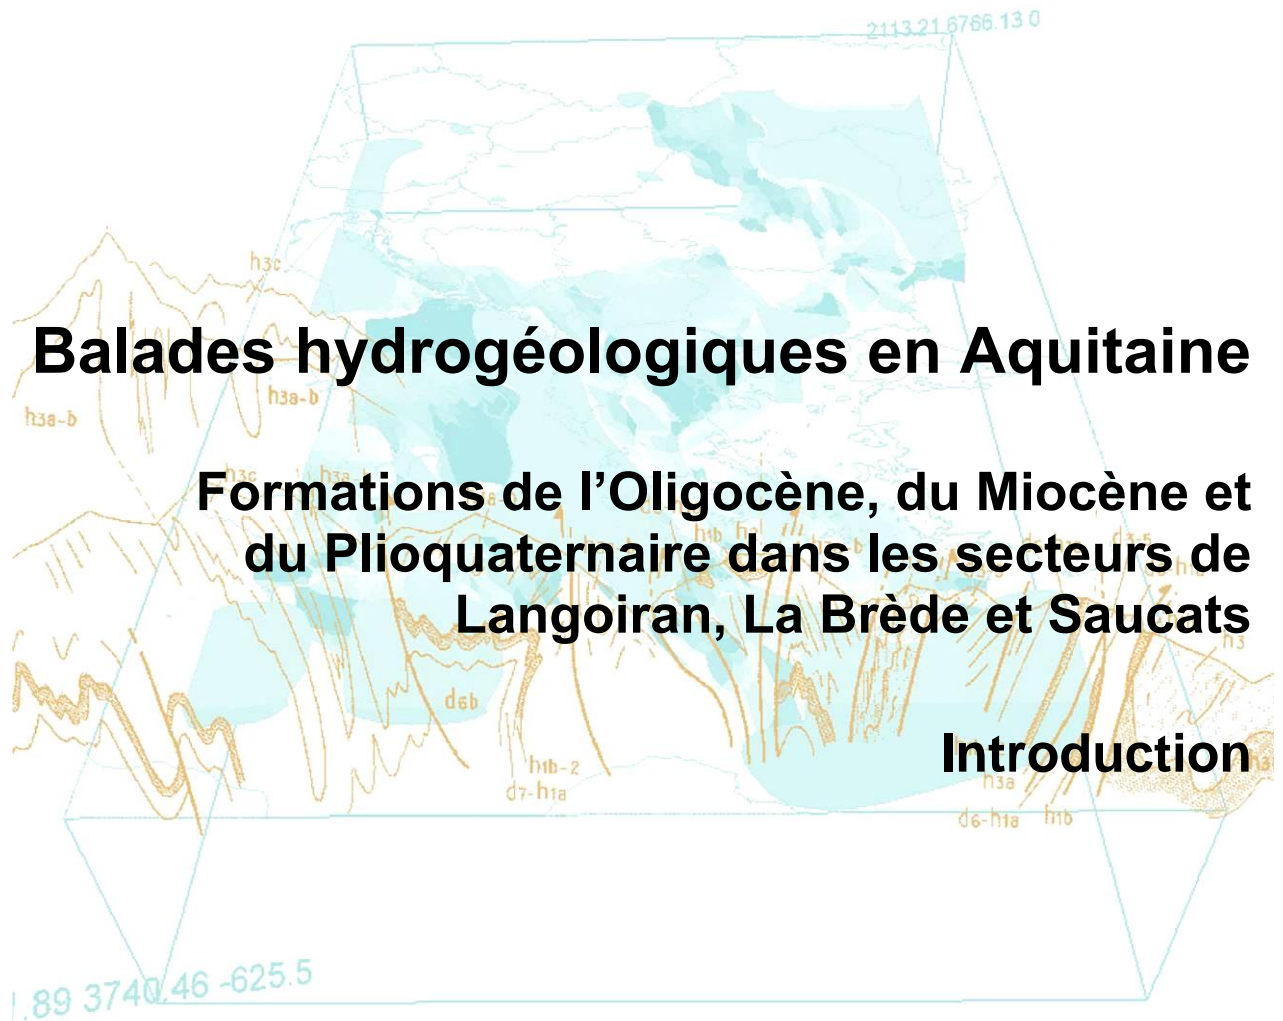 2113.21 6766.13 0
h3c
Balades hydrogéologiques en Aquitaine
h3a-b
h3a-b
h3c
Formations de l’Oligocène, du Miocène et
du Plioquaternaire dans les secteurs de
Langoiran, La Brède et Saucats
h3
d6b
Introduction
h1b-2
d7-h1a
h3a
d6-h1a h1b
.89 3740.46 -625.5